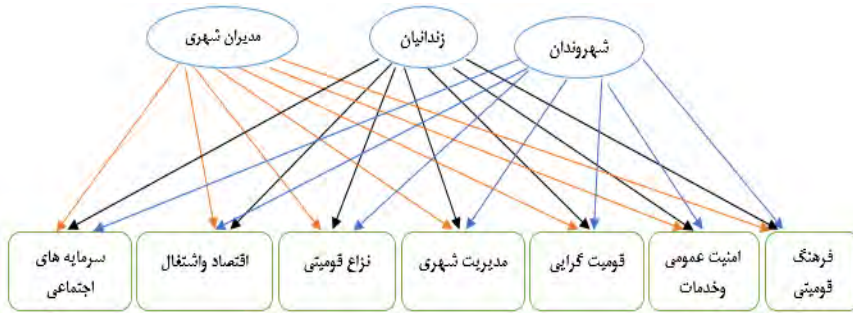 شهروندان
زندانیان
مدیران شهری
فرهنگ
قومیتی
امنیت عمومی
وخدمات
قومیت گرایی
مدیریت شهری
نزاع قومیتی
اقتصاد واشتغال
سرمایه های
اجتماعی